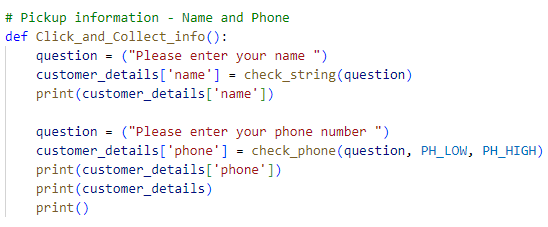 # Pickup information - Name and Phone
def Click_and_Collect_info():
    question = ("Please enter your name ")
    customer_details['name'] = check_string(question)
    print(customer_details['name'])

    question = ("Please enter your phone number ")
    customer_details['phone'] = check_phone(question, PH_LOW, PH_HIGH)
    print(customer_details['phone'])
    print(customer_details)
    print()